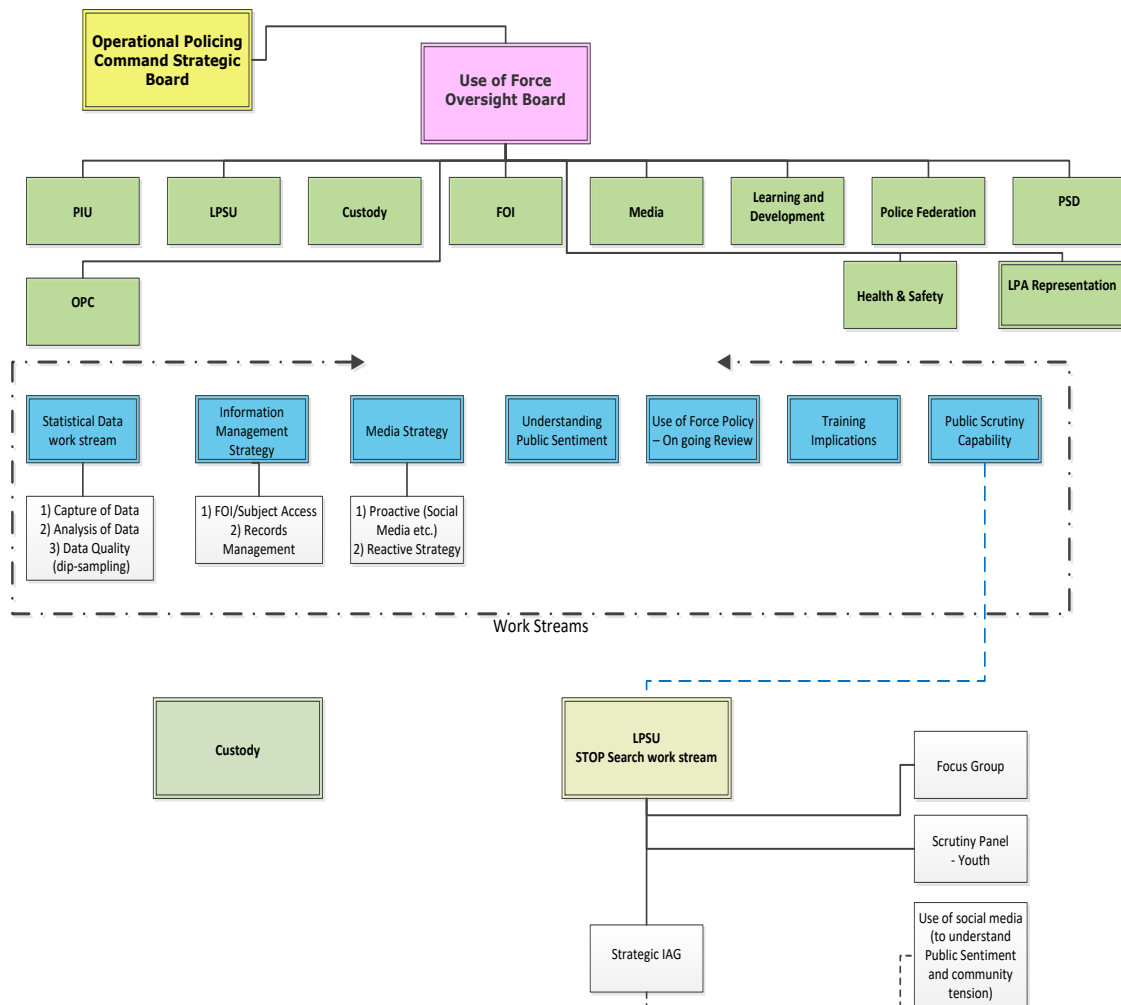 Operational Policing
Command Strategic
Board
Use of Force
Oversight Board
PIU
LPSU
Custody
FOI
Media
Learning and
Development
Police Federation
PSD
OPC
Health & Safety
LPA Representation
Statistical Data
work stream
Information
Management
Strategy
Media Strategy
Understanding
Public Sentiment
Use of Force Policy
– On going Review
Training
Implications
Public Scrutiny
Capability
1) Capture of Data
2) Analysis of Data
3) Data Quality
(dip-sampling)
1) FOI/Subject Access
2) Records
Management
1) Proactive (Social
Media etc.)
2) Reactive Strategy
Work Streams
Custody
LPSU
STOP Search work stream
Focus Group
Scrutiny Panel
- Youth
Strategic IAG
Use of social media
(to understand
Public Sentiment
and community
tension)